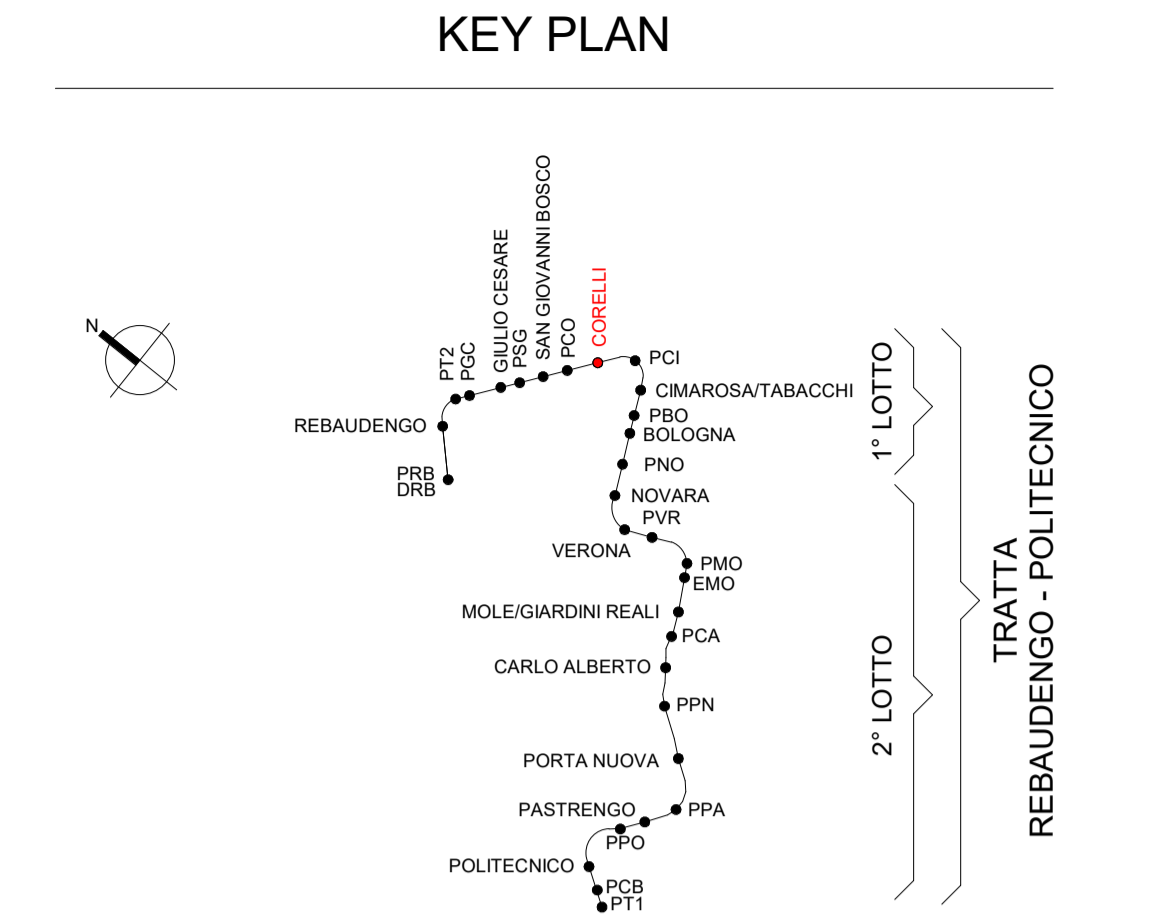 KEY PLAN
N
REBAUDENGO
PRB
DRB
PT2
PGC
GIULIO CESARE
PSG
SAN GIOVANNI BOSCO
PCO
CORELLI
PCI
CIMAROSA/TABACCHI
PBO
BOLOGNA
PNO
NOVARA
PVR
VERONA
PMO
EMO
MOLE/GIARDINI REALI
PCA
CARLO ALBERTO
PPN
PORTA NUOVA
PASTRENGO
PPA
PPO
POLITECNICO
PCB
PT1
1° LOTTO
2° LOTTO
TRATTA
REBAUDENGO - POLITECNICO